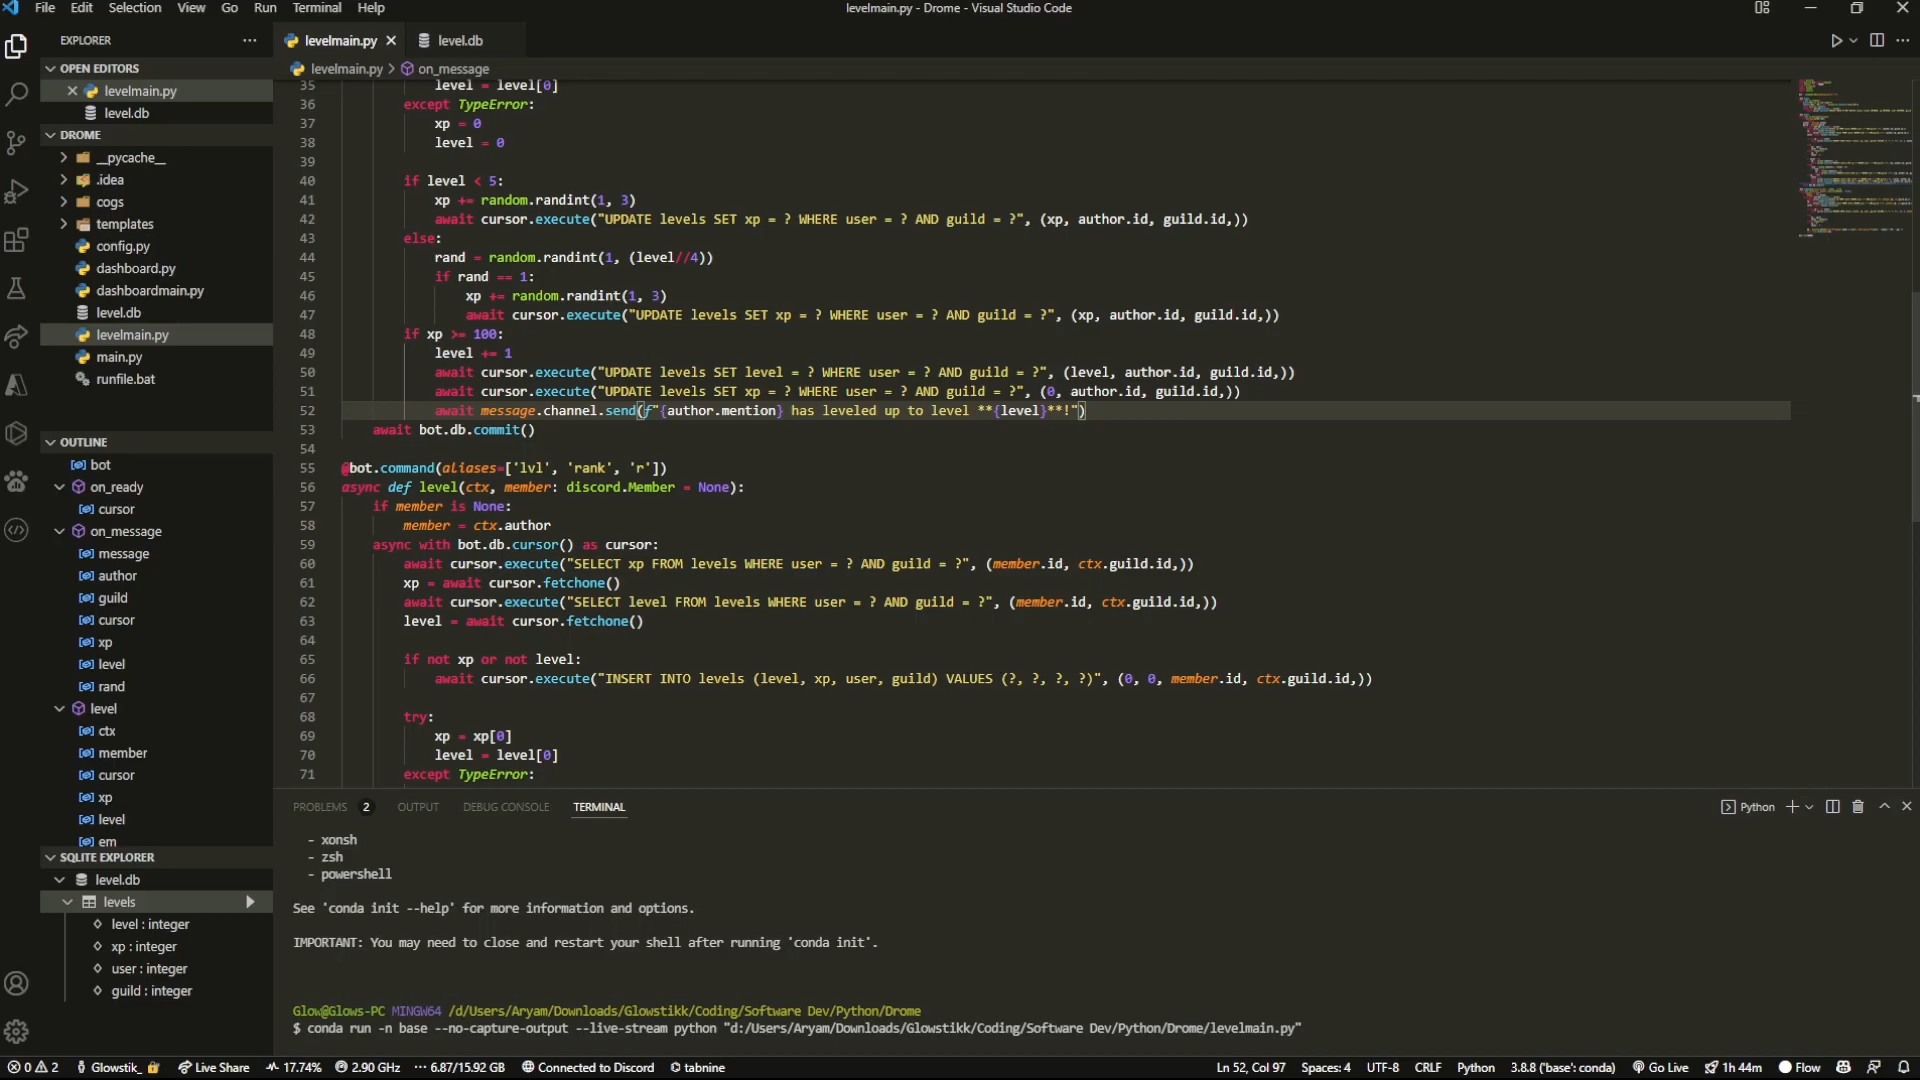 File Edit Selection View Go Run Terminal Help
levelmain.py - Drome - Visual Studio Code
EXPLORER
OPEN EDITORS
levelmain.py
level.db
DROME
__pycache__
.idea
cogs
templates
config.py
dashboard.py
dashboardmain.py
level.db
levelmain.py
main.py
runfile.bat
OUTLINE
bot
on_ready
cursor
on_message
message
author
guild
cursor
xp
level
rand
level
ctx
member
cursor
xp
level
em
SQLITE EXPLORER
level.db
levels
level : integer
xp : integer
user : integer
guild : integer
levelmain.py
level.db
levelmain.py > on_message
35 level = level[0]
36 except TypeError:
37 xp = 0
38 level = 0
39
40 if level < 5:
41 xp += random.randint(1, 3)
42 await cursor.execute("UPDATE levels SET xp = ? WHERE user = ? AND guild = ?", (xp, author.id, guild.id,))
43 else:
44 rand = random.randint(1, (level//4))
45 if rand == 1:
46 xp += random.randint(1, 3)
47 await cursor.execute("UPDATE levels SET xp = ? WHERE user = ? AND guild = ?", (xp, author.id, guild.id,))
48 if xp >= 100:
49 level += 1
50 await cursor.execute("UPDATE levels SET level = ? WHERE user = ? AND guild = ?", (level, author.id, guild.id,))
51 await cursor.execute("UPDATE levels SET xp = ? WHERE user = ? AND guild = ?", (0, author.id, guild.id,))
52 await message.channel.send(f"{author.mention} has leveled up to level **{level}**!")
53 await bot.db.commit()
54
55 @bot.command(aliases=['lvl', 'rank', 'r'])
56 async def level(ctx, member: discord.Member = None):
57 if member is None:
58 member = ctx.author
59 async with bot.db.cursor() as cursor:
60 await cursor.execute("SELECT xp FROM levels WHERE user = ? AND guild = ?", (member.id, ctx.guild.id,))
61 xp = await cursor.fetchone()
62 await cursor.execute("SELECT level FROM levels WHERE user = ? AND guild = ?", (member.id, ctx.guild.id,))
63 level = await cursor.fetchone()
64
65 if not xp or not level:
66 await cursor.execute("INSERT INTO levels (level, xp, user, guild) VALUES (?, ?, ?, ?)", (0, 0, member.id, ctx.guild.id,))
67
68 try:
69 xp = xp[0]
70 level = level[0]
71 except TypeError:
PROBLEMS 2 OUTPUT DEBUG CONSOLE TERMINAL
Python
- xonsh
- zsh
- powershell
See 'conda init --help' for more information and options.
IMPORTANT: You may need to close and restart your shell after running 'conda init'.
Glow@Glows-PC MINGW64 /d/Users/Aryam/Downloads/Glowstikk/Coding/Software Dev/Python/Drome
$ conda run -n base --no-capture-output --live-stream python "d:/Users/Aryam/Downloads/Glowstikk/Coding/Software Dev/Python/Drome/levelmain.py"
0 2 Glowstik_ Live Share 17.74% 2.90 GHz 6.87/15.92 GB Connected to Discord tabnine
Ln 52, Col 97 Spaces: 4 UTF-8 CRLF Python 3.8.8 ('base': conda) Go Live 1h 44m Flow